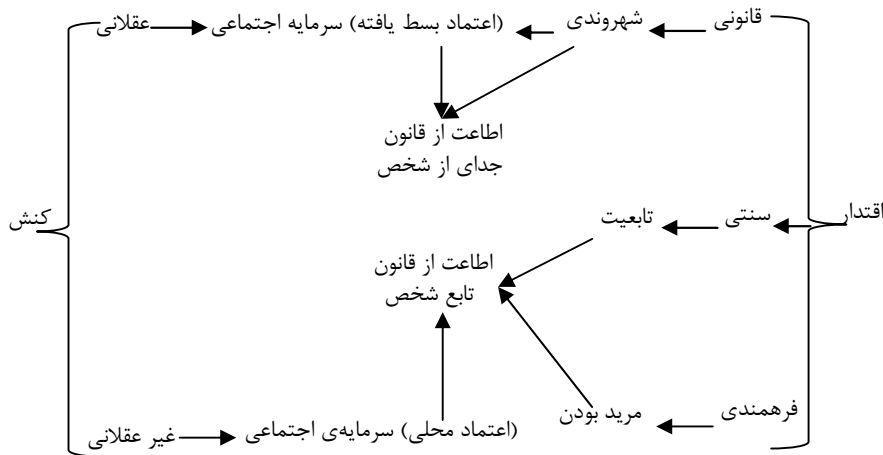 قانونی
شهروندی
(اعتماد بسط یافته) سرمایه اجتماعی
عقلانی
اطاعت از قانون
جدای از شخص
اقتدار
سنتی
تابعیت
کنش
اطاعت از قانون
تابع شخص
فرهمندی
مرید بودن
(اعتماد محلی) سرمایه‌ی اجتماعی
غیر عقلانی